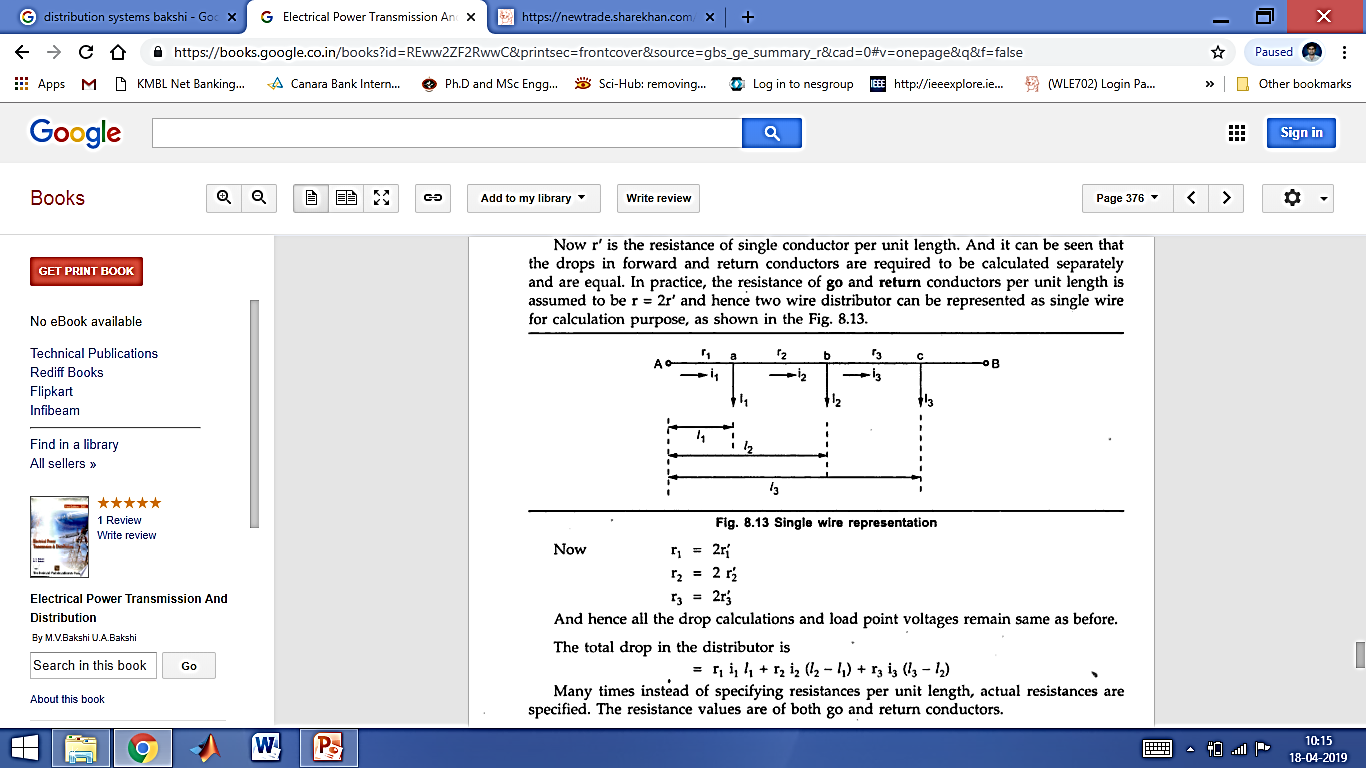 distribution systems bakshi - Goo
Electrical Power Transmission An
https://newtrade.sharekhan.com
https://books.google.co.in/books?id=REww2ZF2RwwC&printsec=frontcover&source=gbs_ge_summary_r&cad=0#v=onepage&q&f=false
Paused
Apps
KMBL Net Banking...
Canara Bank Intern...
Ph.D and MSc Engg...
Sci-Hub: removing...
Log in to nesgroup
IEEE http://ieeexplore.ie...
(WLE702) Login Pa...
»
Other bookmarks
Google
Sign in
Books
Add to my library
Write review
Page 376
GET PRINT BOOK
No eBook available
Technical Publications
Rediff Books
Flipkart
Infibeam
Find in a library
All sellers »
1 Review
Write review
Electrical Power Transmission And
Distribution
By M.V.Bakshi U.A.Bakshi
Search in this book
Go
About this book
Now r′ is the resistance of single conductor per unit length. And it can be seen that
the drops in forward and return conductors are required to be calculated separately
and are equal. In practice, the resistance of go and return conductors per unit length is
assumed to be r = 2r′ and hence two wire distributor can be represented as single wire
for calculation purpose, as shown in the Fig. 8.13.
A r₁ a r₂ b r₃ c B
i₁ i₂ i₃
I₁ I₂ I₃
l₁
l₂
l₃
Fig. 8.13 Single wire representation
Now r₁ = 2r₁′
r₂ = 2 r₂′
r₃ = 2r₃′
And hence all the drop calculations and load point voltages remain same as before.
The total drop in the distributor is
= r₁ i₁ l₁ + r₂ i₂ (l₂ – l₁) + r₃ i₃ (l₃ – l₂)
Many times instead of specifying resistances per unit length, actual resistances are
specified. The resistance values are of both go and return conductors.
10:15
18-04-2019